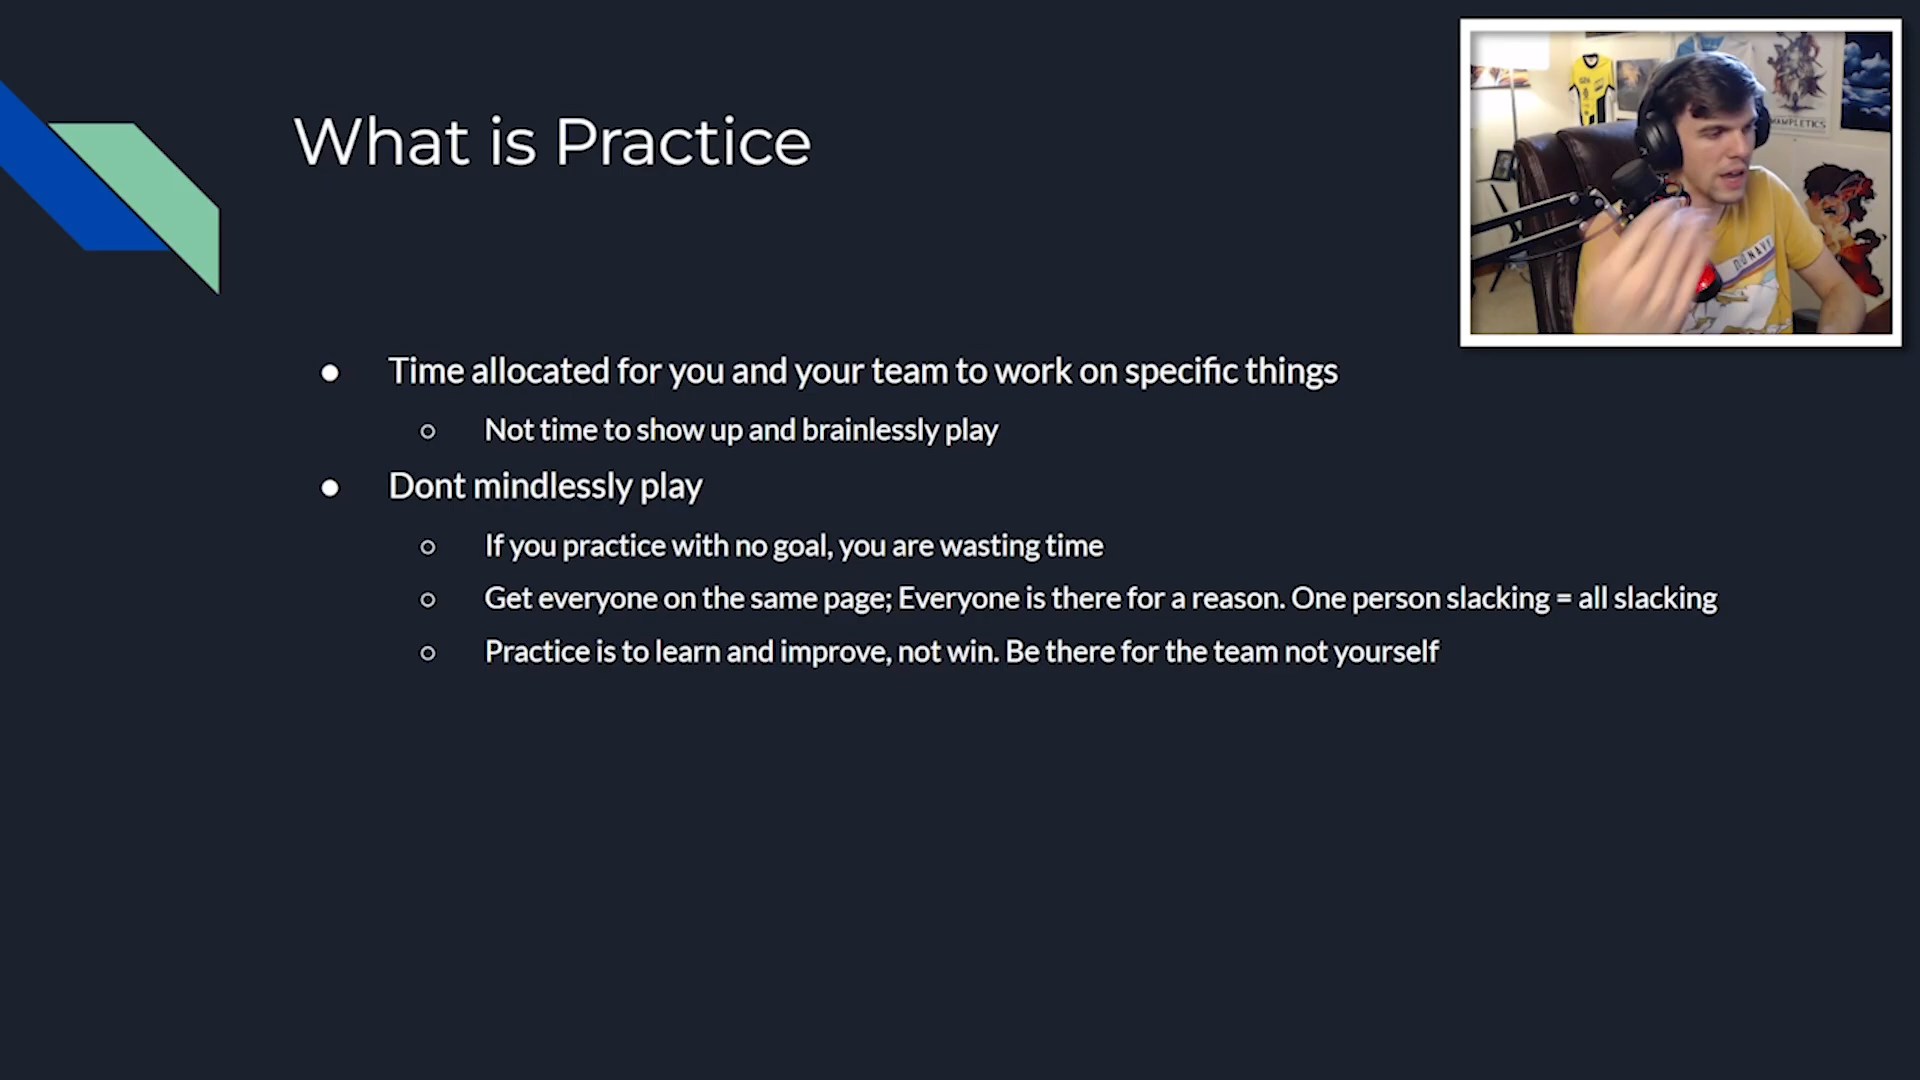 What is Practice
Time allocated for you and your team to work on specific things
Not time to show up and brainlessly play
Dont mindlessly play
If you practice with no goal, you are wasting time
Get everyone on the same page; Everyone is there for a reason. One person slacking = all slacking
Practice is to learn and improve, not win. Be there for the team not yourself